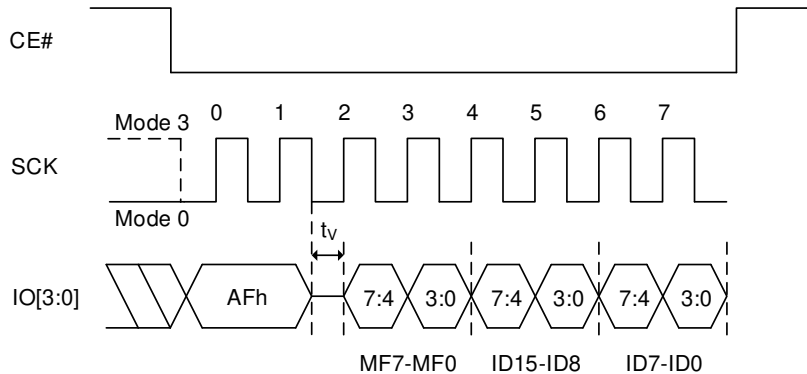 CE#
0 1 2 3 4 5 6 7
Mode 3
SCK
Mode 0
tV
IO[3:0] AFh 7:4 3:0 7:4 3:0 7:4 3:0
MF7-MF0 ID15-ID8 ID7-ID0